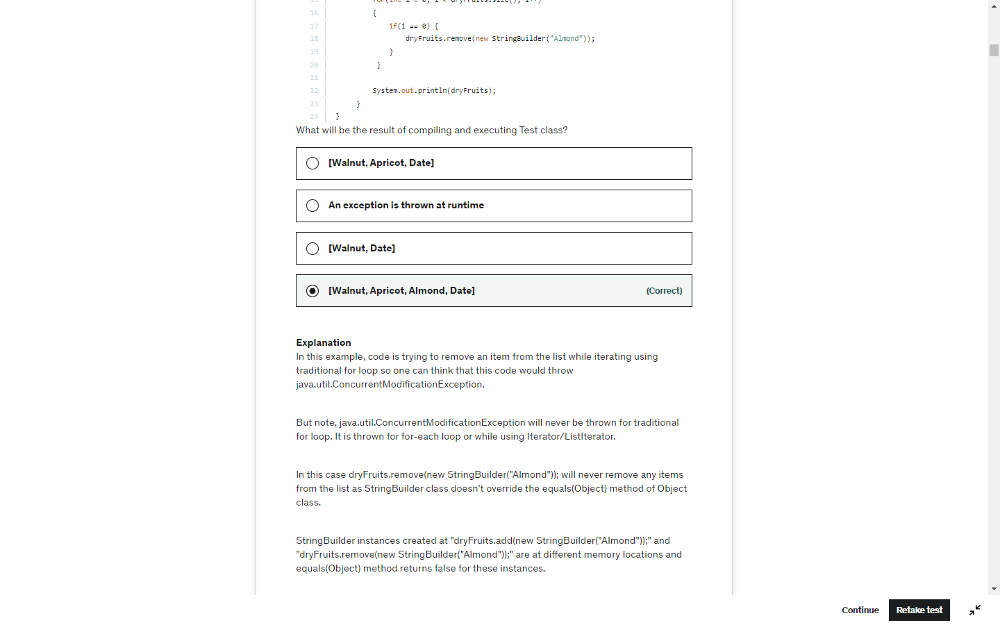 16 {
17 if(i == 0) {
18 dryFruits.remove(new StringBuilder("Almond"));
19 }
20 }
21
22 System.out.println(dryFruits);
23 }
24 }
What will be the result of compiling and executing Test class?
[Walnut, Apricot, Date]
An exception is thrown at runtime
[Walnut, Date]
[Walnut, Apricot, Almond, Date] (Correct)
Explanation
In this example, code is trying to remove an item from the list while iterating using
traditional for loop so one can think that this code would throw
java.util.ConcurrentModificationException.
But note, java.util.ConcurrentModificationException will never be thrown for traditional
for loop. It is thrown for for-each loop or while using Iterator/ListIterator.
In this case dryFruits.remove(new StringBuilder("Almond")); will never remove any items
from the list as StringBuilder class doesn't override the equals(Object) method of Object
class.
StringBuilder instances created at "dryFruits.add(new StringBuilder("Almond"));" and
"dryFruits.remove(new StringBuilder("Almond"));" are at different memory locations and
equals(Object) method returns false for these instances.
Continue Retake test